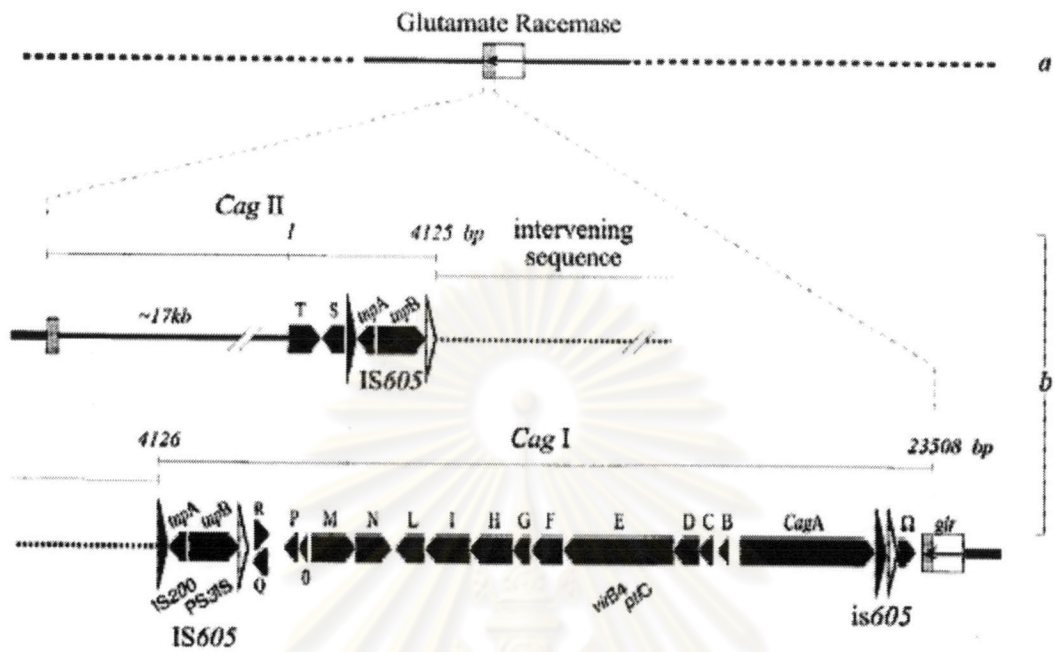 Glutamate Racemase
a
Cag II
1
4125 bp
intervening
sequence
~17kb
T S tnpA tnpB
IS605
b
4126
Cag I
23508 bp
tnpA tnpB R P M N L I H G F E D C B CagA Ω glr
IS200 PS3IS Q O virB4 ptlC
IS605
is605